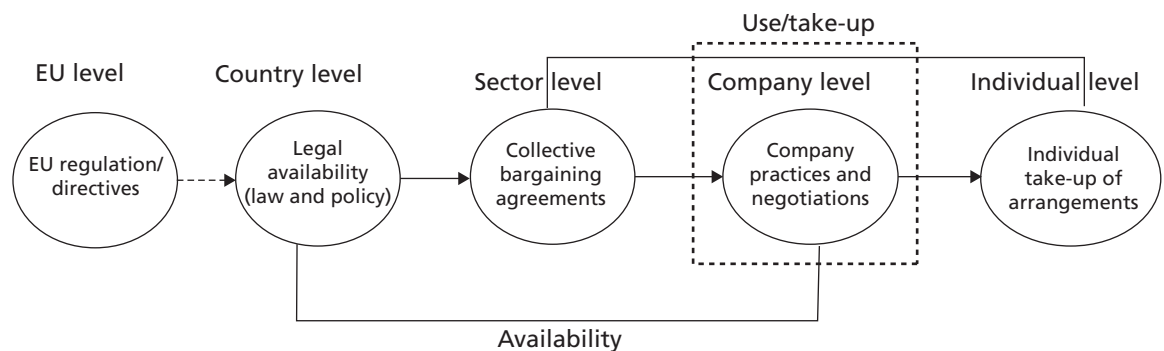 Use/take-up
EU level
Country level
Sector level
Company level
Individual level
EU regulation/
directives
Legal
availability
(law and policy)
Collective
bargaining
agreements
Company
practices and
negotiations
Individual
take-up of
arrangements
Availability